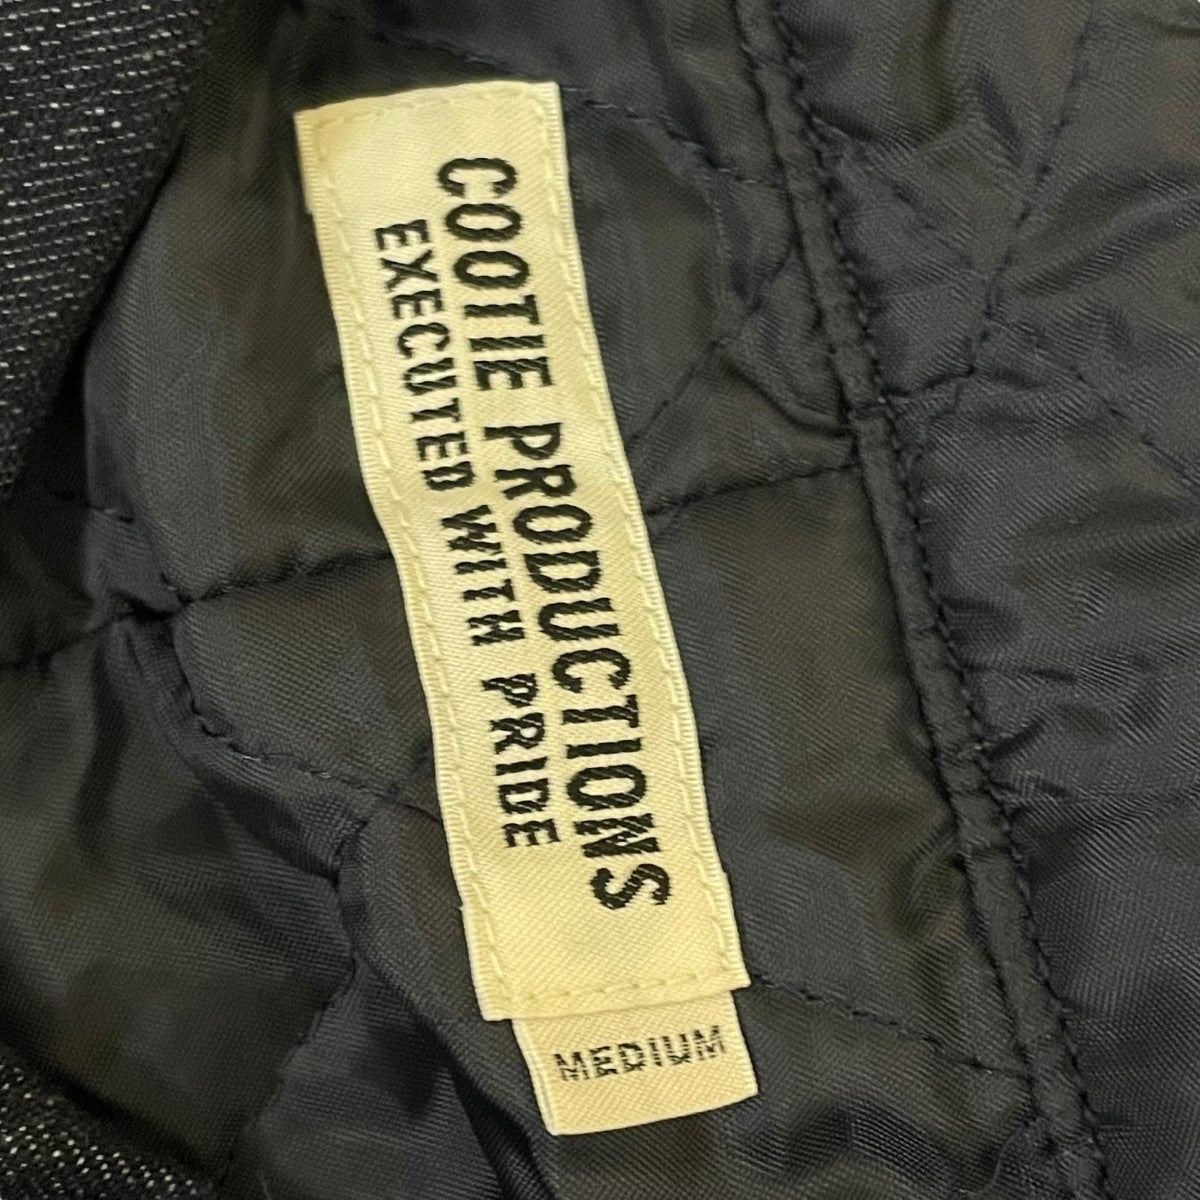 COOTIE PRODUCTIONS
EXECUTED WITH PRIDE
MEDIUM